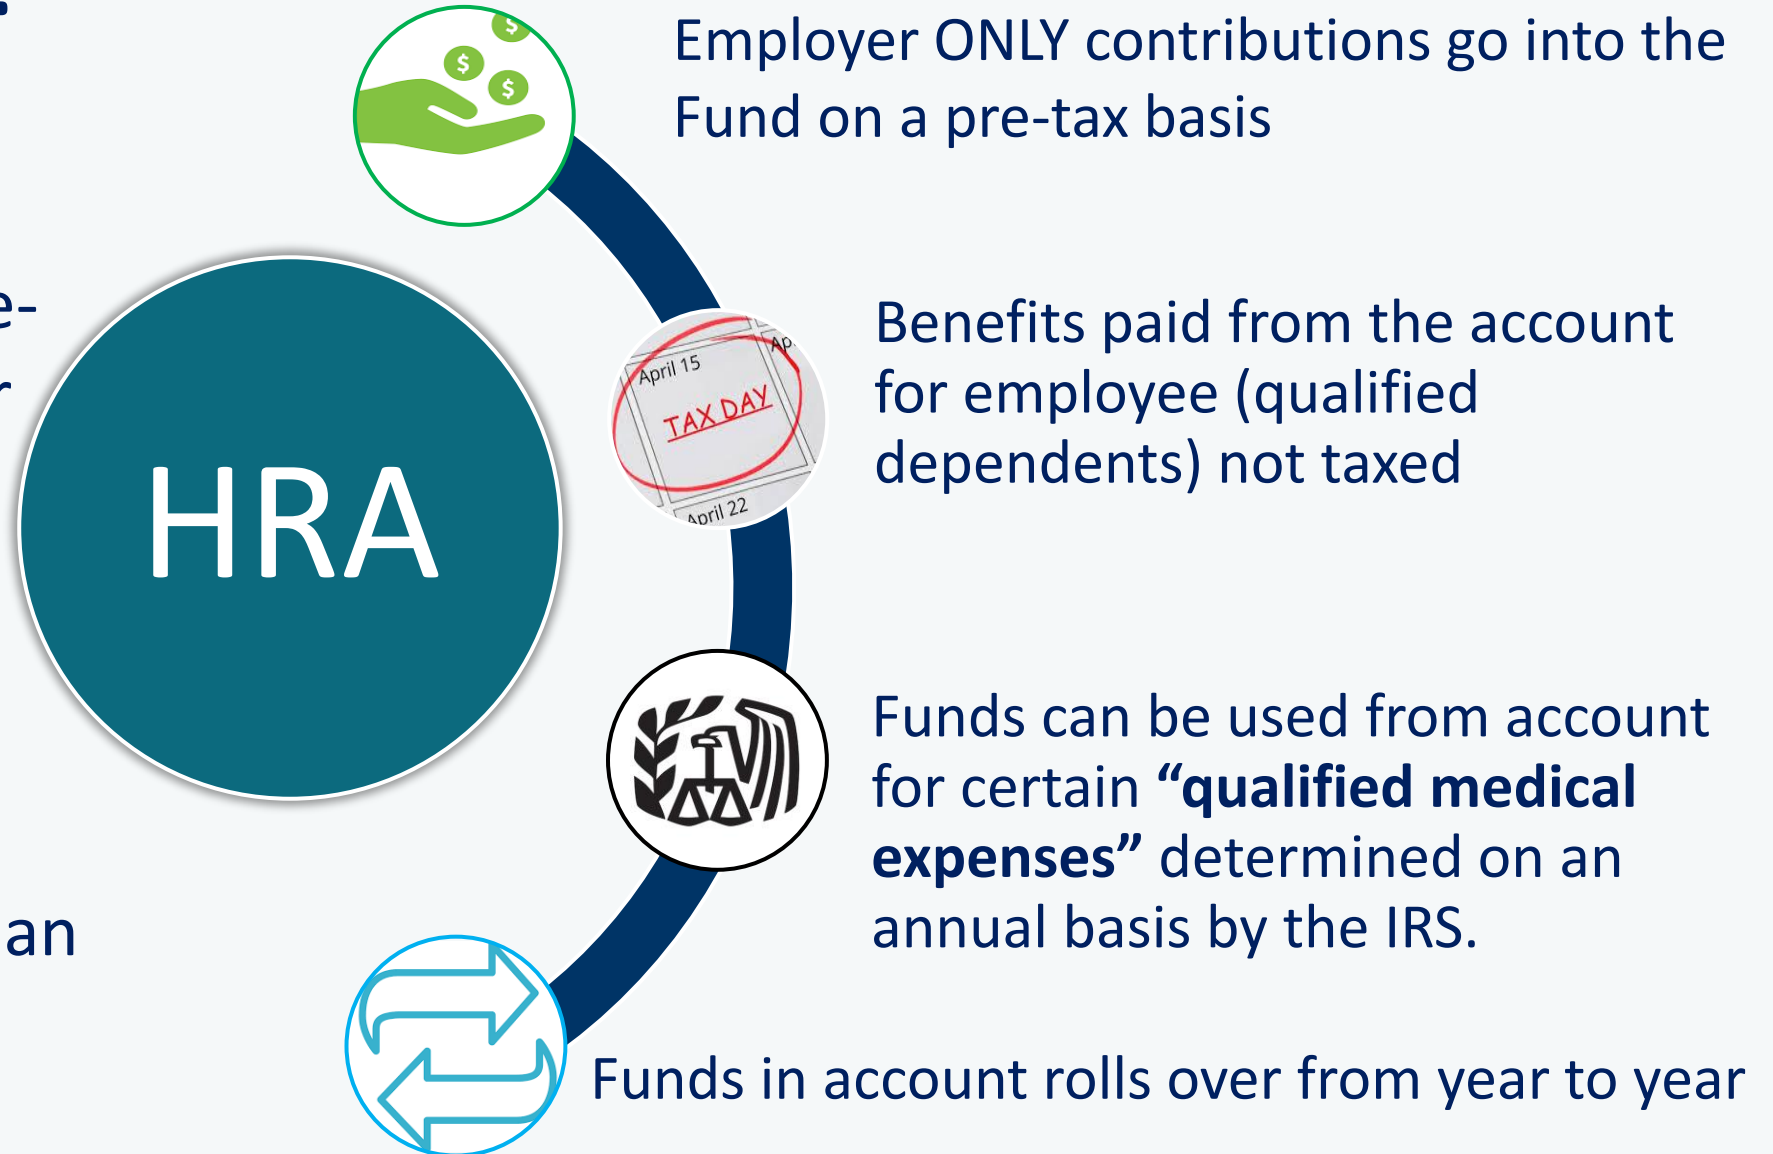 Employer ONLY contributions go into the
Fund on a pre-tax basis
HRA
April 15
TAX DAY
April 22
Benefits paid from the account
for employee (qualified
dependents) not taxed
Funds can be used from account
for certain “qualified medical
expenses” determined on an
annual basis by the IRS.
an
Funds in account rolls over from year to year